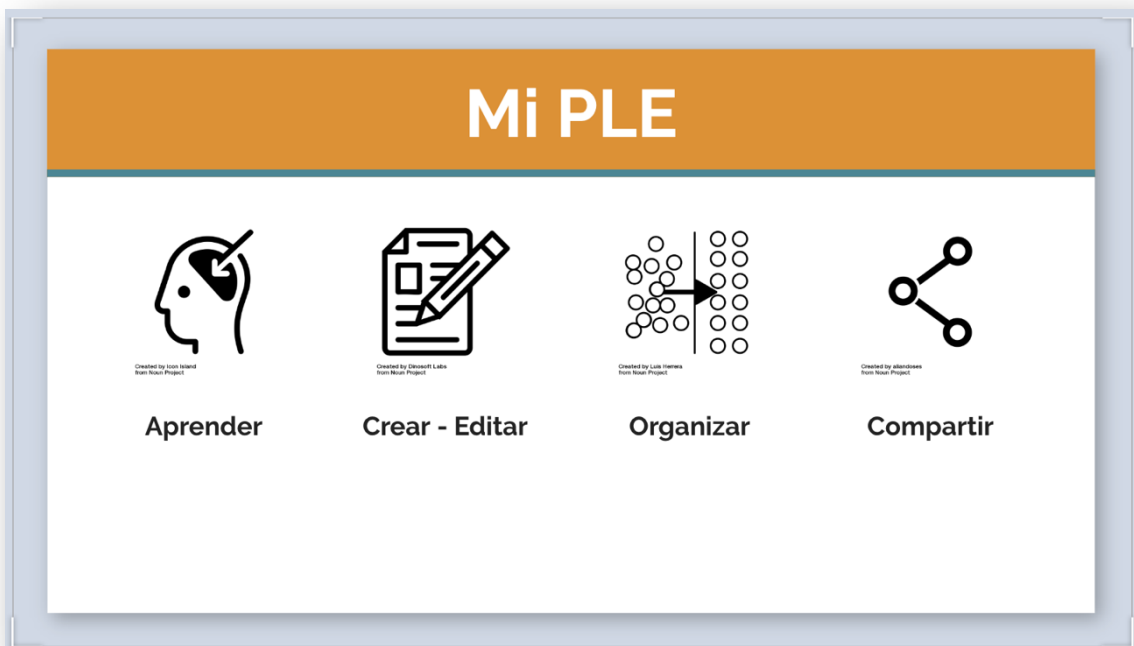 Mi PLE
Created by Icon Island
from Noun Project
Created by Dinosoft Labs
from Noun Project
Created by Luis Herrera
from Noun Project
Created by aliandoses
from Noun Project
Aprender
Crear - Editar
Organizar
Compartir